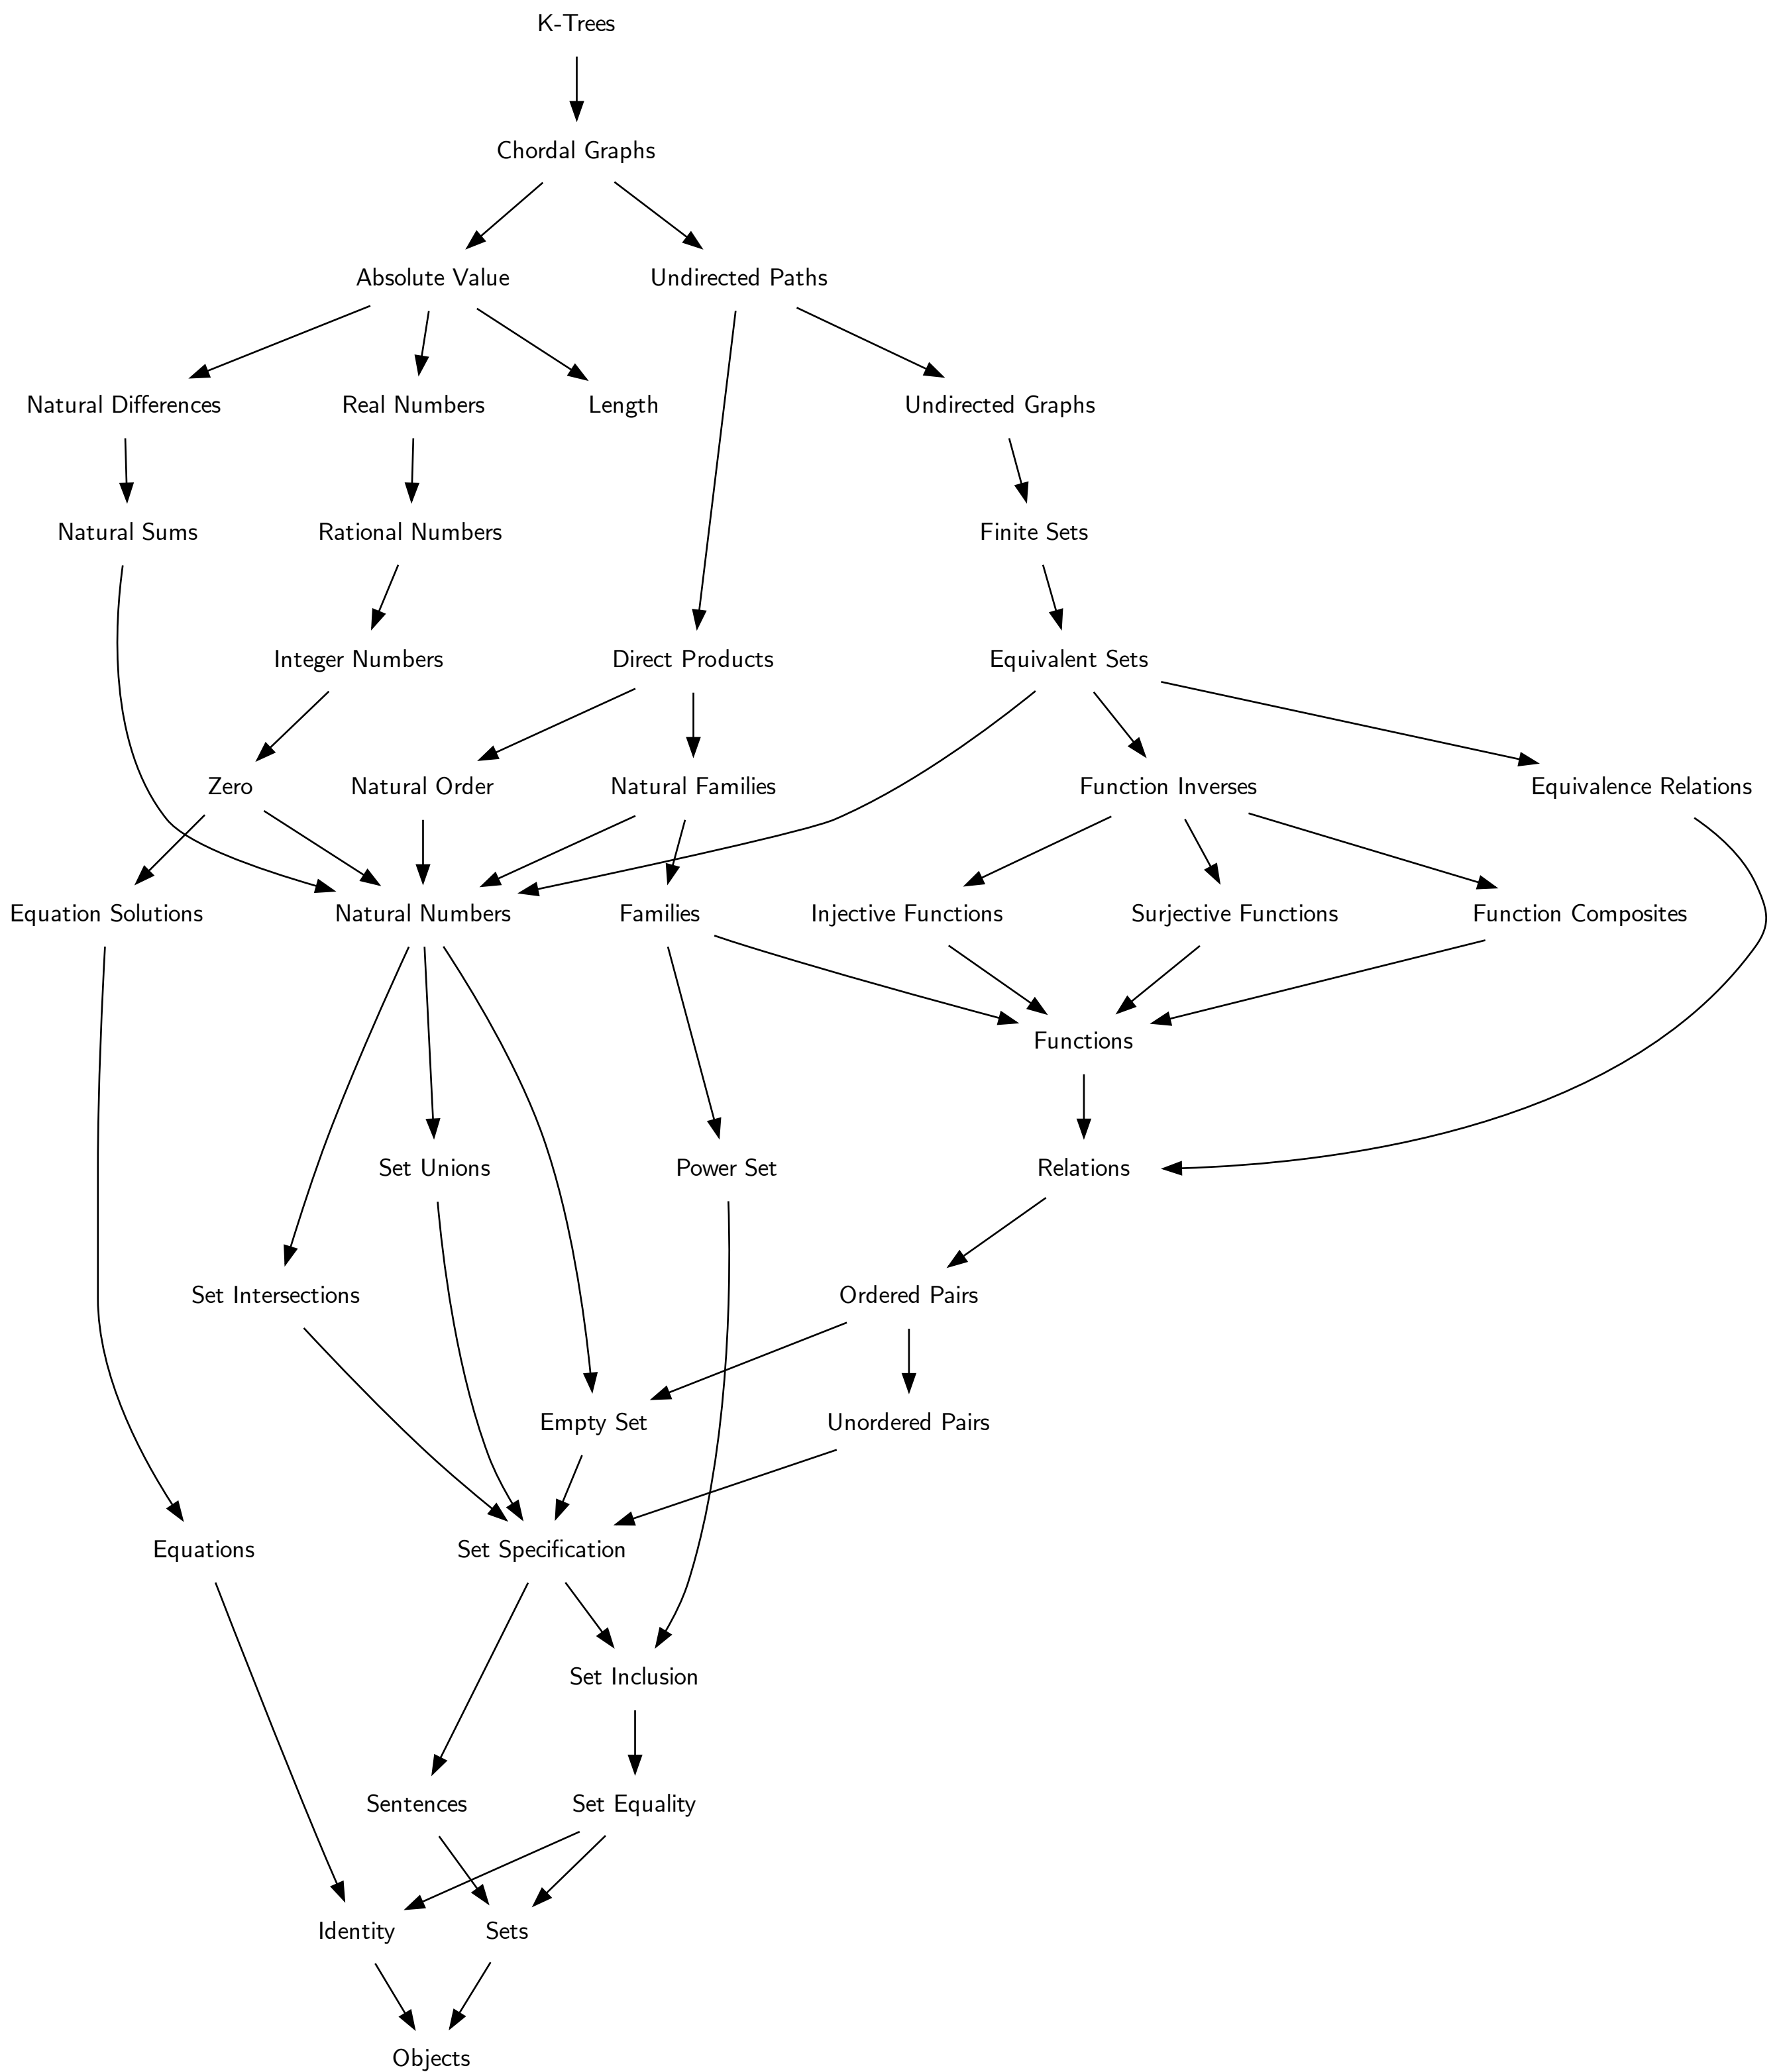 K-Trees
Chordal Graphs
Absolute Value
Undirected Paths
Natural Differences
Real Numbers
Length
Undirected Graphs
Natural Sums
Rational Numbers
Finite Sets
Integer Numbers
Direct Products
Equivalent Sets
Zero
Natural Order
Natural Families
Function Inverses
Equivalence Relations
Equation Solutions
Natural Numbers
Families
Injective Functions
Surjective Functions
Function Composites
Functions
Set Unions
Power Set
Relations
Set Intersections
Ordered Pairs
Empty Set
Unordered Pairs
Equations
Set Specification
Set Inclusion
Sentences
Set Equality
Identity
Sets
Objects